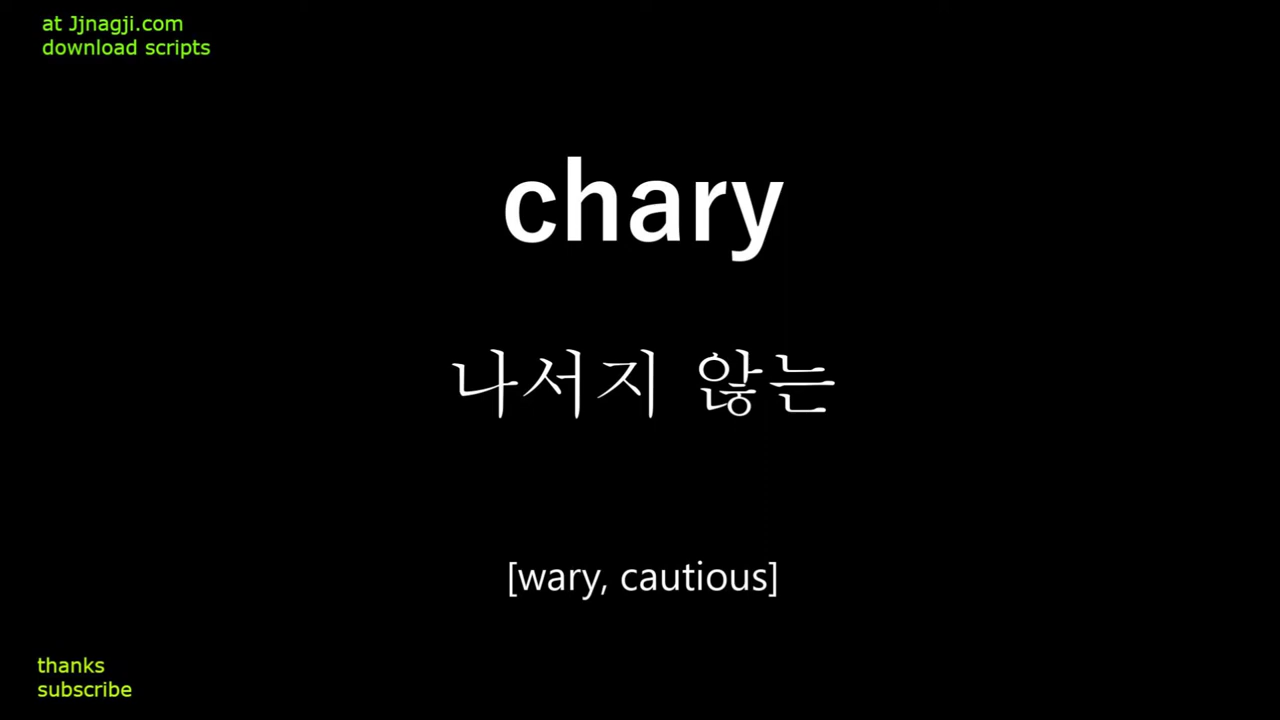 at Jjnagji.com
download scripts
chary
나서지 않는
[wary, cautious]
thanks
subscribe